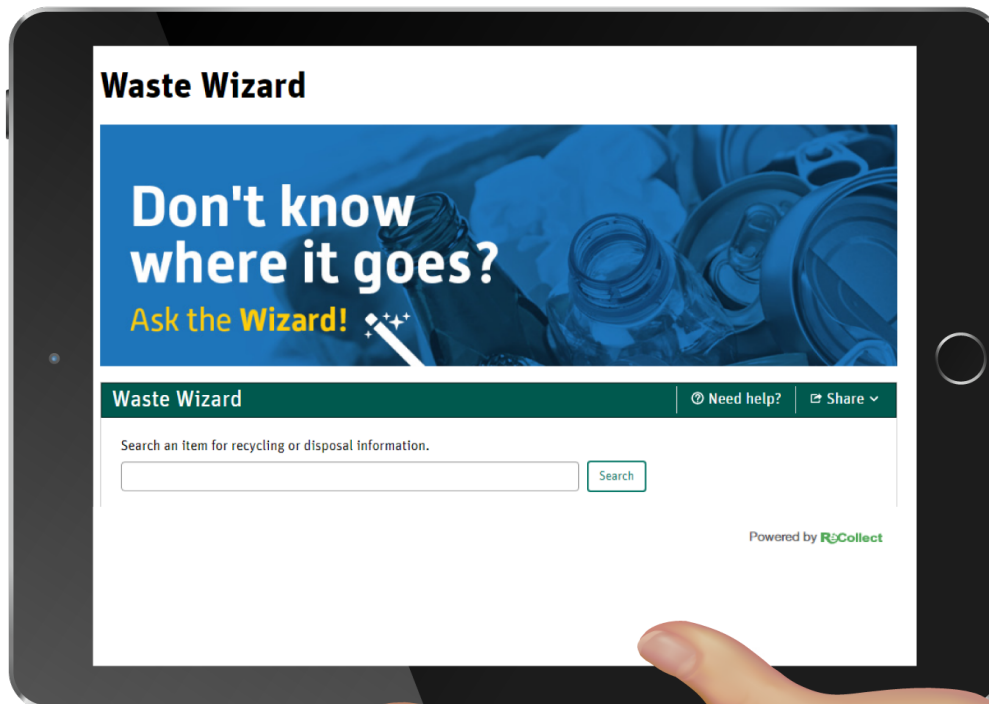 Waste Wizard
Don't know
where it goes?
Ask the Wizard!
Waste Wizard
Need help?
Share
Search an item for recycling or disposal information.
Search
Powered by ReCollect